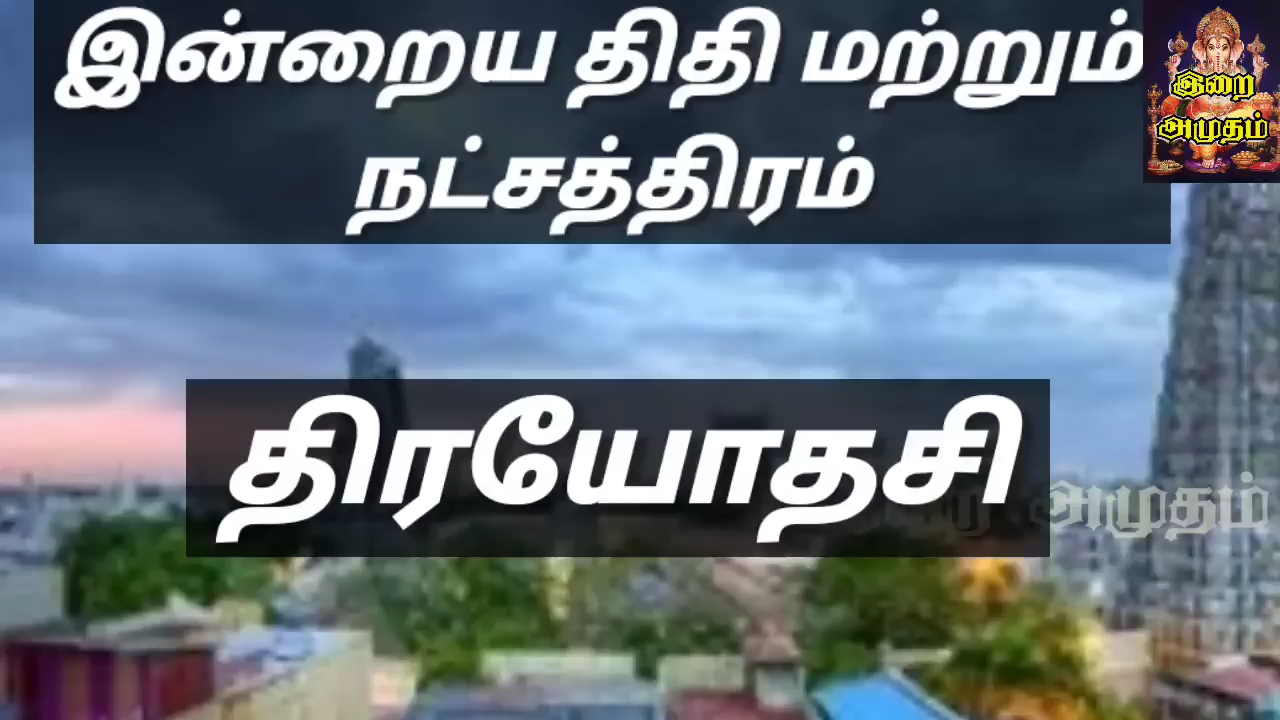 இன்றைய திதி மற்றும்
நட்சத்திரம்
இறை
அமுதம்
திரயோதசி
அமுதம்